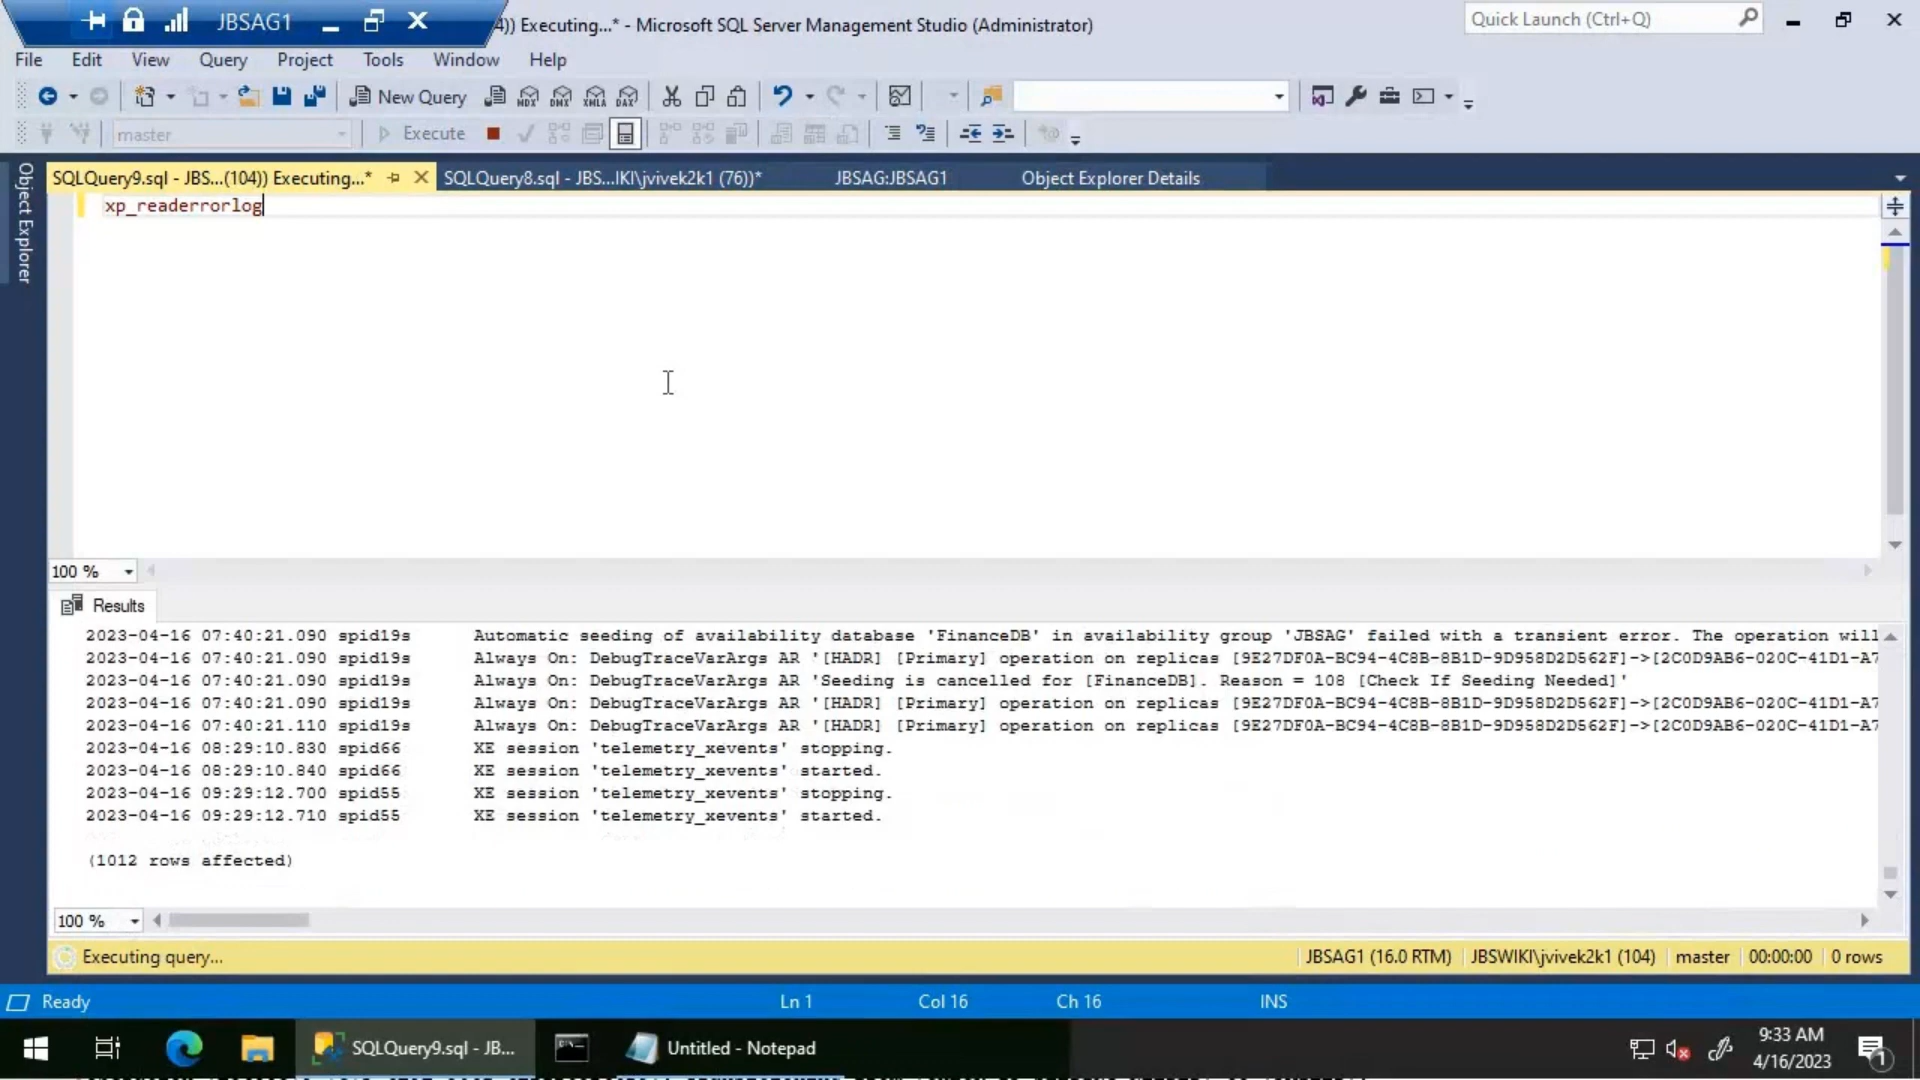 JBSAG1
4)) Executing...* - Microsoft SQL Server Management Studio (Administrator)
Quick Launch (Ctrl+Q)
File Edit View Query Project Tools Window Help
New Query
MDX DMX XMLA DAX
master
Execute
Object Explorer
SQLQuery9.sql - JBS...(104)) Executing...*
SQLQuery8.sql - JBS...IKI\jvivek2k1 (76))*
JBSAG:JBSAG1
Object Explorer Details
xp_readerrorlog
100 %
Results
2023-04-16 07:40:21.090 spid19s Automatic seeding of availability database 'FinanceDB' in availability group 'JBSAG' failed with a transient error. The operation will
2023-04-16 07:40:21.090 spid19s Always On: DebugTraceVarArgs AR '[HADR] [Primary] operation on replicas [9E27DF0A-BC94-4C8B-8B1D-9D958D2D562F]->[2C0D9AB6-020C-41D1-A7
2023-04-16 07:40:21.090 spid19s Always On: DebugTraceVarArgs AR 'Seeding is cancelled for [FinanceDB]. Reason = 108 [Check If Seeding Needed]'
2023-04-16 07:40:21.090 spid19s Always On: DebugTraceVarArgs AR '[HADR] [Primary] operation on replicas [9E27DF0A-BC94-4C8B-8B1D-9D958D2D562F]->[2C0D9AB6-020C-41D1-A7
2023-04-16 07:40:21.110 spid19s Always On: DebugTraceVarArgs AR '[HADR] [Primary] operation on replicas [9E27DF0A-BC94-4C8B-8B1D-9D958D2D562F]->[2C0D9AB6-020C-41D1-A7
2023-04-16 08:29:10.830 spid66 XE session 'telemetry_xevents' stopping.
2023-04-16 08:29:10.840 spid66 XE session 'telemetry_xevents' started.
2023-04-16 09:29:12.700 spid55 XE session 'telemetry_xevents' stopping.
2023-04-16 09:29:12.710 spid55 XE session 'telemetry_xevents' started.
(1012 rows affected)
100 %
Executing query...
JBSAG1 (16.0 RTM)
JBSWIKI\jvivek2k1 (104)
master
00:00:00
0 rows
Ready
Ln 1
Col 16
Ch 16
INS
SQLQuery9.sql - JB...
Untitled - Notepad
9:33 AM
4/16/2023
1